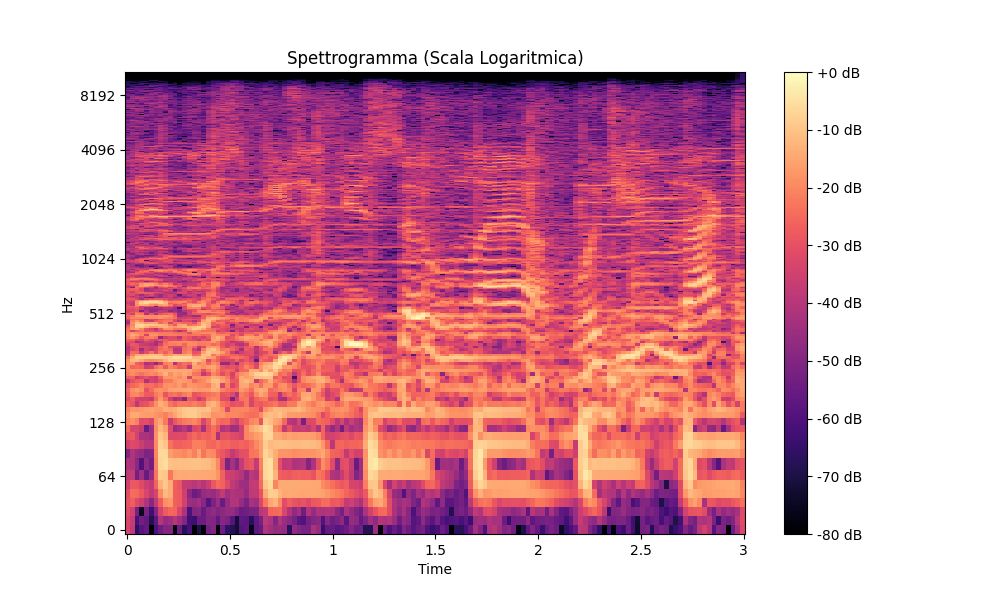 Spettrogramma (Scala Logaritmica)
Hz
8192
4096
2048
1024
512
256
128
64
0
0 0.5 1 1.5 2 2.5 3
Time
+0 dB
-10 dB
-20 dB
-30 dB
-40 dB
-50 dB
-60 dB
-70 dB
-80 dB